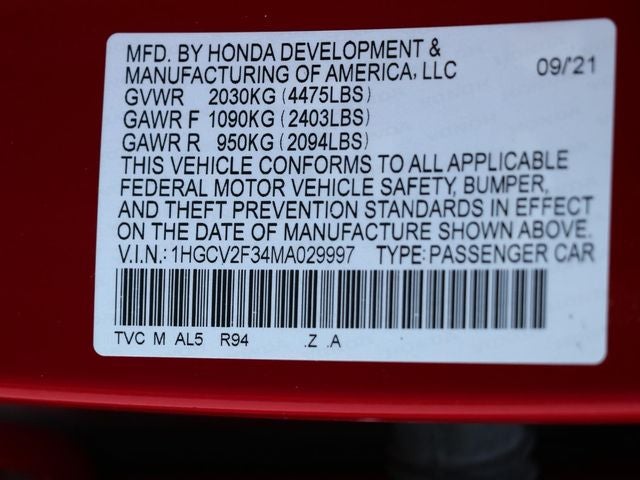 MFD. BY HONDA DEVELOPMENT &
MANUFACTURING OF AMERICA, LLC 09/'21
GVWR 2030KG (4475LBS)
GAWR F 1090KG (2403LBS)
GAWR R 950KG (2094LBS)
THIS VEHICLE CONFORMS TO ALL APPLICABLE
FEDERAL MOTOR VEHICLE SAFETY, BUMPER,
AND THEFT PREVENTION STANDARDS IN EFFECT
ON THE DATE OF MANUFACTURE SHOWN ABOVE.
V.I.N.: 1HGCV2F34MA029997 TYPE: PASSENGER CAR
TVC M AL5 R94 .Z .A